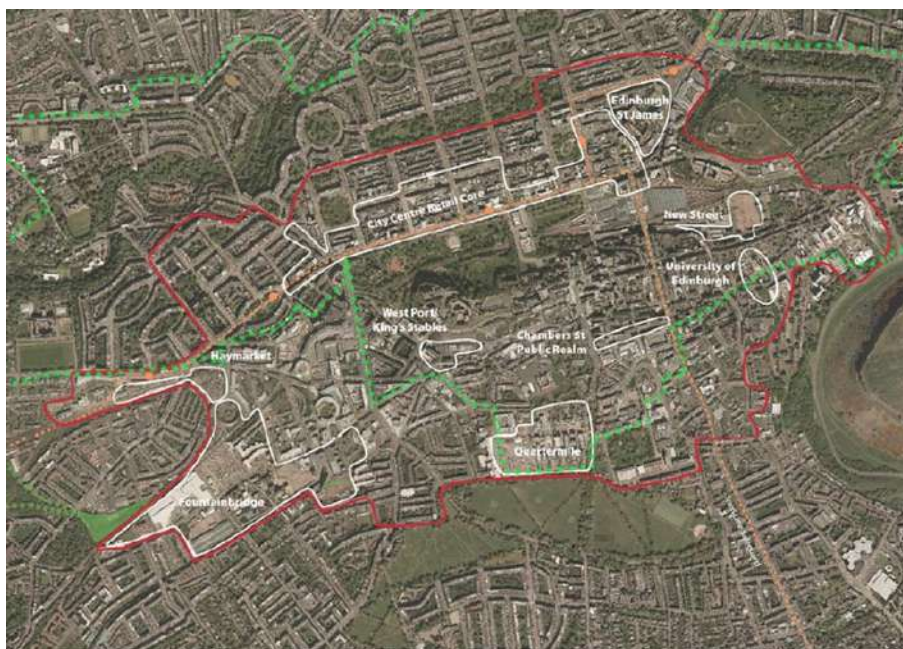 Edinburgh
St James
City Centre Retail Core
New Street
University of
Edinburgh
West Port/
King's Stables
Chambers St
Public Realm
Haymarket
Quartermile
Fountainbridge